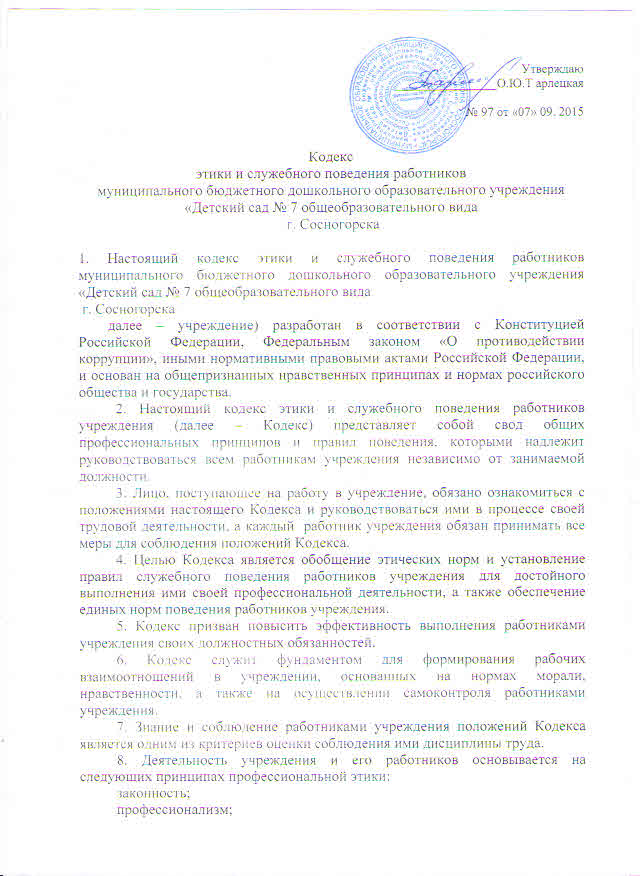 Утверждаю
О.Ю.Т арлецкая
№ 97 от «07» 09. 2015
Кодекс
этики и служебного поведения работников
муниципального бюджетного дошкольного образовательного учреждения
«Детский сад № 7 общеобразовательного вида
г. Сосногорска
1. Настоящий кодекс этики и служебного поведения работников
муниципального бюджетного дошкольного образовательного учреждения
«Детский сад № 7 общеобразовательного вида
г. Сосногорска
далее – учреждение) разработан в соответствии с Конституцией
Российской Федерации, Федеральным законом «О противодействии
коррупции», иными нормативными правовыми актами Российской Федерации,
и основан на общепризнанных нравственных принципах и нормах российского
общества и государства.
2. Настоящий кодекс этики и служебного поведения работников
учреждения (далее – Кодекс) представляет собой свод общих
профессиональных принципов и правил поведения, которыми надлежит
руководствоваться всем работникам учреждения независимо от занимаемой
должности.
3. Лицо, поступающее на работу в учреждение, обязано ознакомиться с
положениями настоящего Кодекса и руководствоваться ими в процессе своей
трудовой деятельности, а каждый работник учреждения обязан принимать все
меры для соблюдения положений Кодекса.
4. Целью Кодекса является обобщение этических норм и установление
правил служебного поведения работников учреждения для достойного
выполнения ими своей профессиональной деятельности, а также обеспечение
единых норм поведения работников учреждения.
5. Кодекс призван повысить эффективность выполнения работниками
учреждения своих должностных обязанностей.
6. Кодекс служит фундаментом для формирования рабочих
взаимоотношений в учреждении, основанных на нормах морали,
нравственности, а также на осуществлении самоконтроля работниками
учреждения.
7. Знание и соблюдение работниками учреждения положений Кодекса
является одним из критериев оценки соблюдения ими дисциплины труда.
8. Деятельность учреждения и его работников основывается на
следующих принципах профессиональной этики:
законность;
профессионализм;